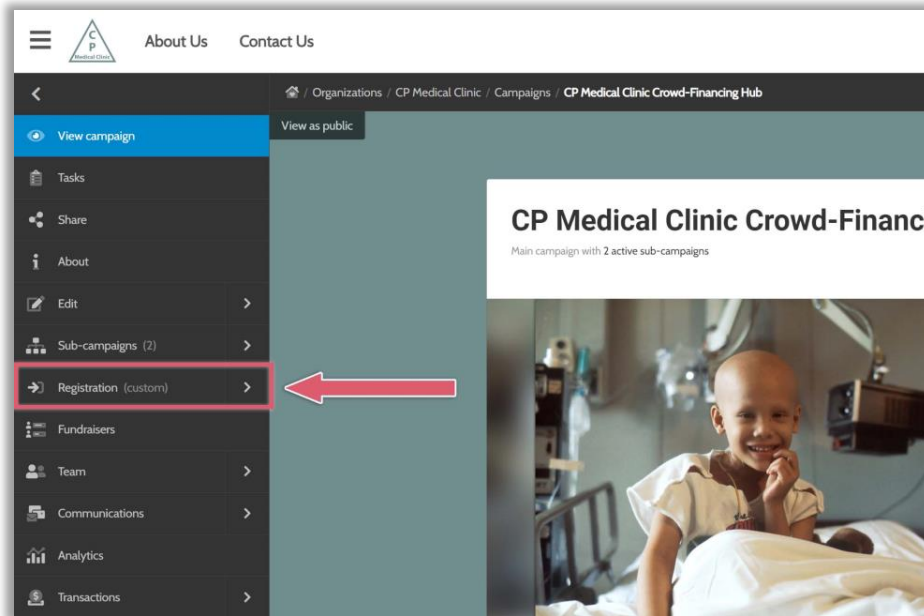 C
P
Medical Clinic
About Us
Contact Us
/ Organizations / CP Medical Clinic / Campaigns / CP Medical Clinic Crowd-Financing Hub
View campaign
View as public
Tasks
Share
About
Edit
Sub-campaigns (2)
Registration (custom)
Fundraisers
Team
Communications
Analytics
Transactions
CP Medical Clinic Crowd-Financ
Main campaign with 2 active sub-campaigns